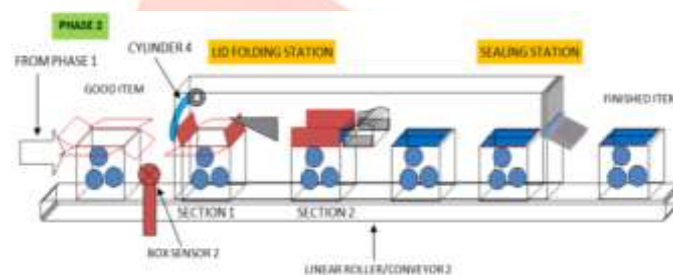 PHASE 2
CYLINDER 4
LID FOLDING STATION
SEALING STATION
FROM PHASE 1
GOOD ITEM
FINISHED ITEM
SECTION 1
SECTION 2
BOX SENSOR 2
LINEAR ROLLER/CONVEYOR 2